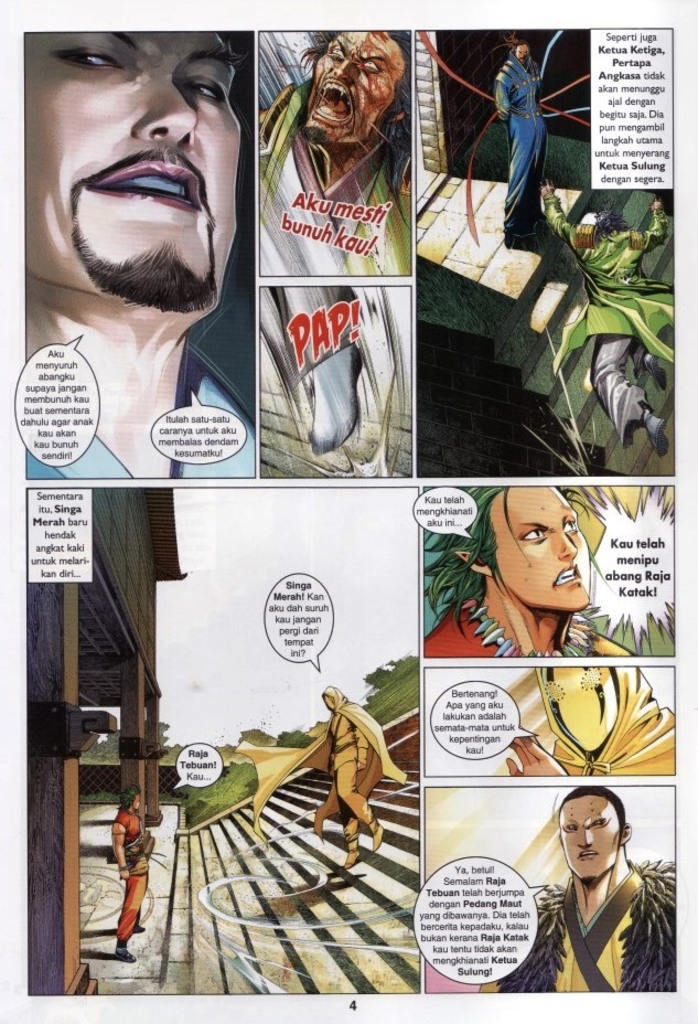 Aku
menyuruh
abangku
supaya jangan
membunuh kau
buat sementara
dahulu agar anak
kau akan
kau bunuh
sendiri!
Itulah satu-satu
caranya untuk aku
membalas dendam
kesumatku!
Aku mesti
bunuh kau!
PAP!
Seperti juga
Ketua Ketiga,
Pertapa
Angkasa tidak
akan menunggu
ajal dengan
begitu saja. Dia
pun mengambil
langkah utama
untuk menyerang
Ketua Sulung
dengan segera.
Sementara
itu, Singa
Merah baru
hendak
angkat kaki
untuk melari-
kan diri...
Singa
Merah! Kan
aku dah suruh
kau jangan
pergi dari
tempat
ini?
Raja
Tebuan!
Kau...
Kau telah
mengkhianati
aku ini...
Kau telah
menipu
abang Raja
Katak!
Bertenang!
Apa yang aku
lakukan adalah
semata-mata untuk
kepentingan
kau!
Ya, betul!
Semalam Raja
Tebuan telah berjumpa
dengan Pedang Maut
yang dibawanya. Dia telah
bercerita kepadaku, kalau
bukan kerana Raja Katak
kau tentu tidak akan
mengkhianati Ketua
Sulung!
4